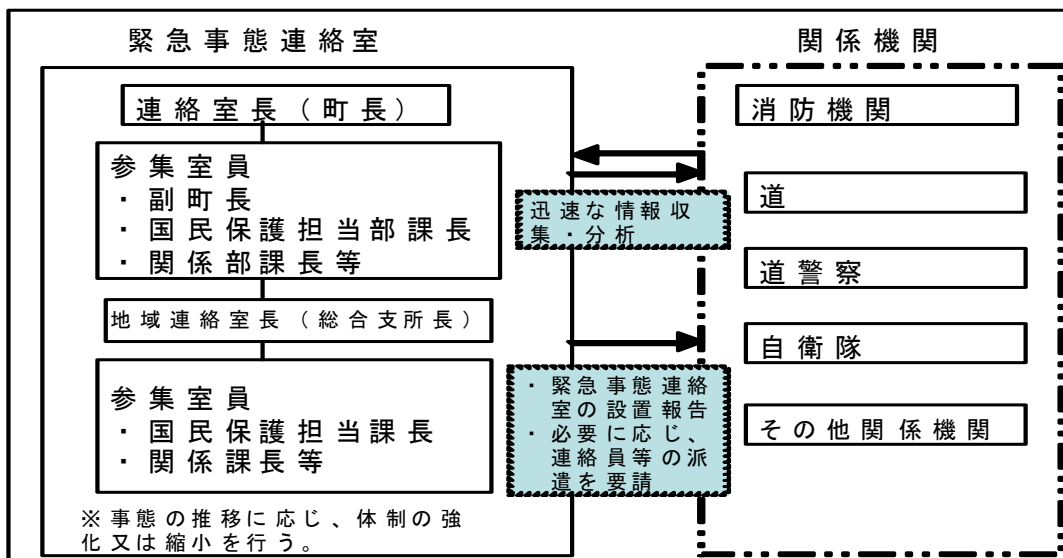 緊急事態連絡室
連絡室長（町長）
参集室員
・副町長
・国民保護担当部課長
・関係部課長等
地域連絡室長（総合支所長）
参集室員
・国民保護担当課長
・関係課長等
※事態の推移に応じ、体制の強
化又は縮小を行う。
迅速な情報収
集・分析
・緊急事態連絡
室の設置報告
・必要に応じ、
連絡員等の派
遣を要請
関係機関
消防機関
道
道警察
自衛隊
その他関係機関